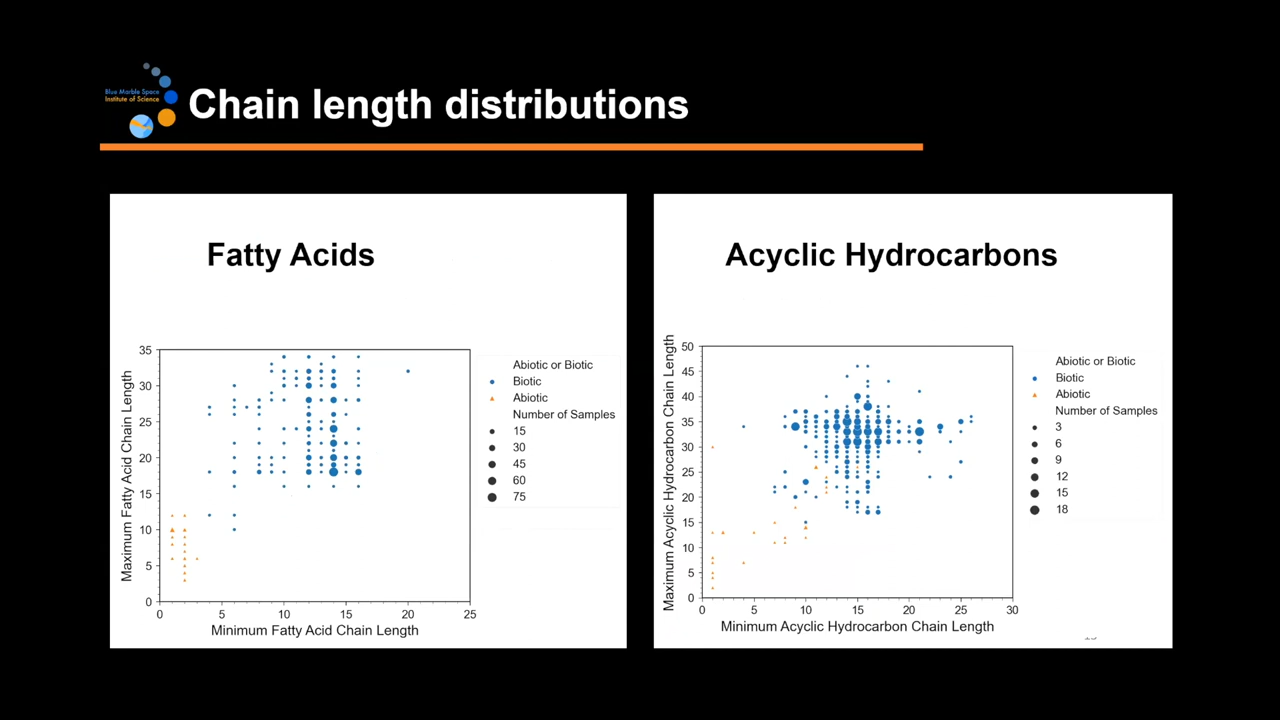 Blue Marble Space
Institute of Science
Chain length distributions
Fatty Acids
Maximum Fatty Acid Chain Length
35
30
25
20
15
10
5
0
0 5 10 15 20 25
Minimum Fatty Acid Chain Length
Abiotic or Biotic
Biotic
Abiotic
Number of Samples
15
30
45
60
75
Acyclic Hydrocarbons
Maximum Acyclic Hydrocarbon Chain Length
50
45
40
35
30
25
20
15
10
5
0
0 5 10 15 20 25 30
Minimum Acyclic Hydrocarbon Chain Length
Abiotic or Biotic
Biotic
Abiotic
Number of Samples
3
6
9
12
15
18